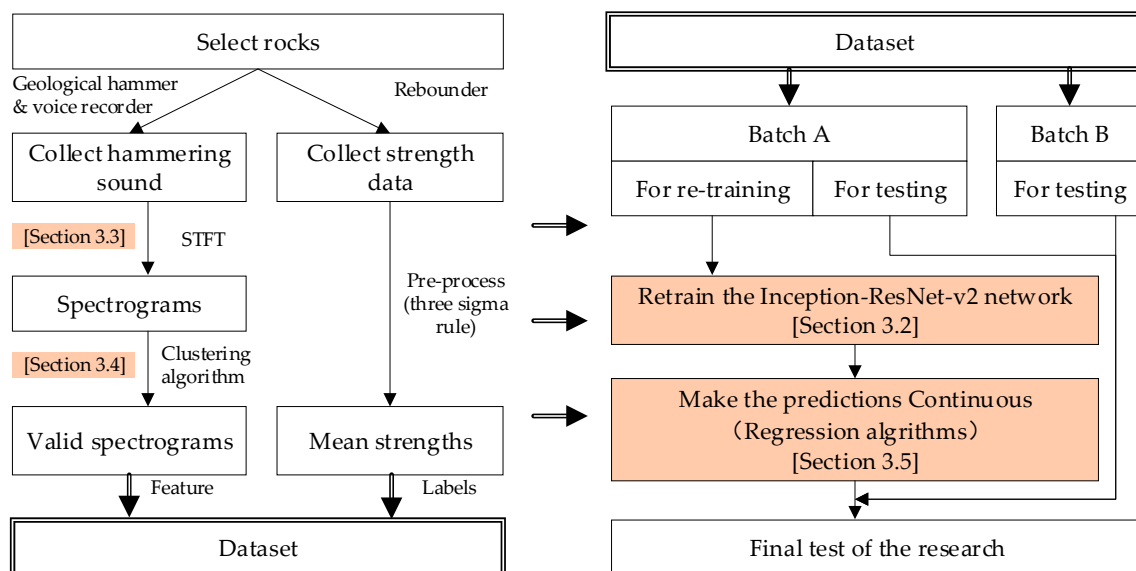 Select rocks
Geological hammer
& voice recorder
Rebounder
Collect hammering
sound
Collect strength
data
[Section 3.3]
STFT
Pre-process
(three sigma
rule)
Spectrograms
[Section 3.4]
Clustering
algorithm
Valid spectrograms
Mean strengths
Feature
Labels
Dataset
Dataset
Batch A
Batch B
For re-training
For testing
For testing
Retrain the Inception-ResNet-v2 network
[Section 3.2]
Make the predictions Continuous
（Regression algrithms）
[Section 3.5]
Final test of the research